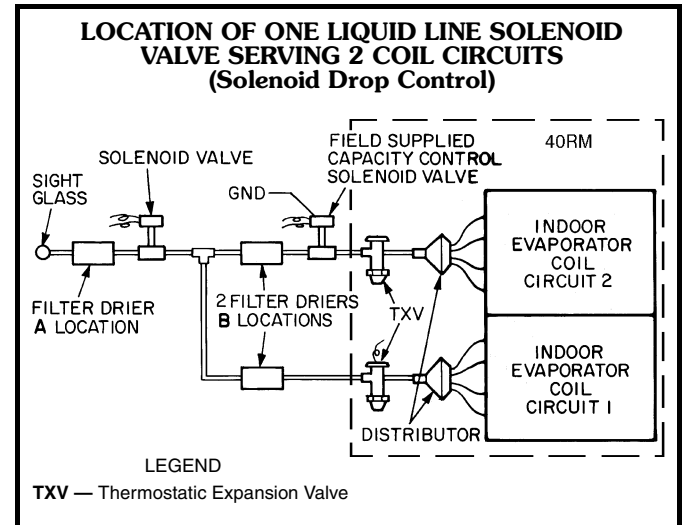 LOCATION OF ONE LIQUID LINE SOLENOID
VALVE SERVING 2 COIL CIRCUITS
(Solenoid Drop Control)
SIGHT
GLASS
SOLENOID VALVE
GND
FIELD SUPPLIED
CAPACITY CONTROL
SOLENOID VALVE
40RM
INDOOR
EVAPORATOR
COIL
CIRCUIT 2
FILTER DRIER
A LOCATION
2 FILTER DRIERS
B LOCATIONS
TXV
INDOOR
EVAPORATOR
COIL
CIRCUIT 1
DISTRIBUTOR
LEGEND
TXV — Thermostatic Expansion Valve